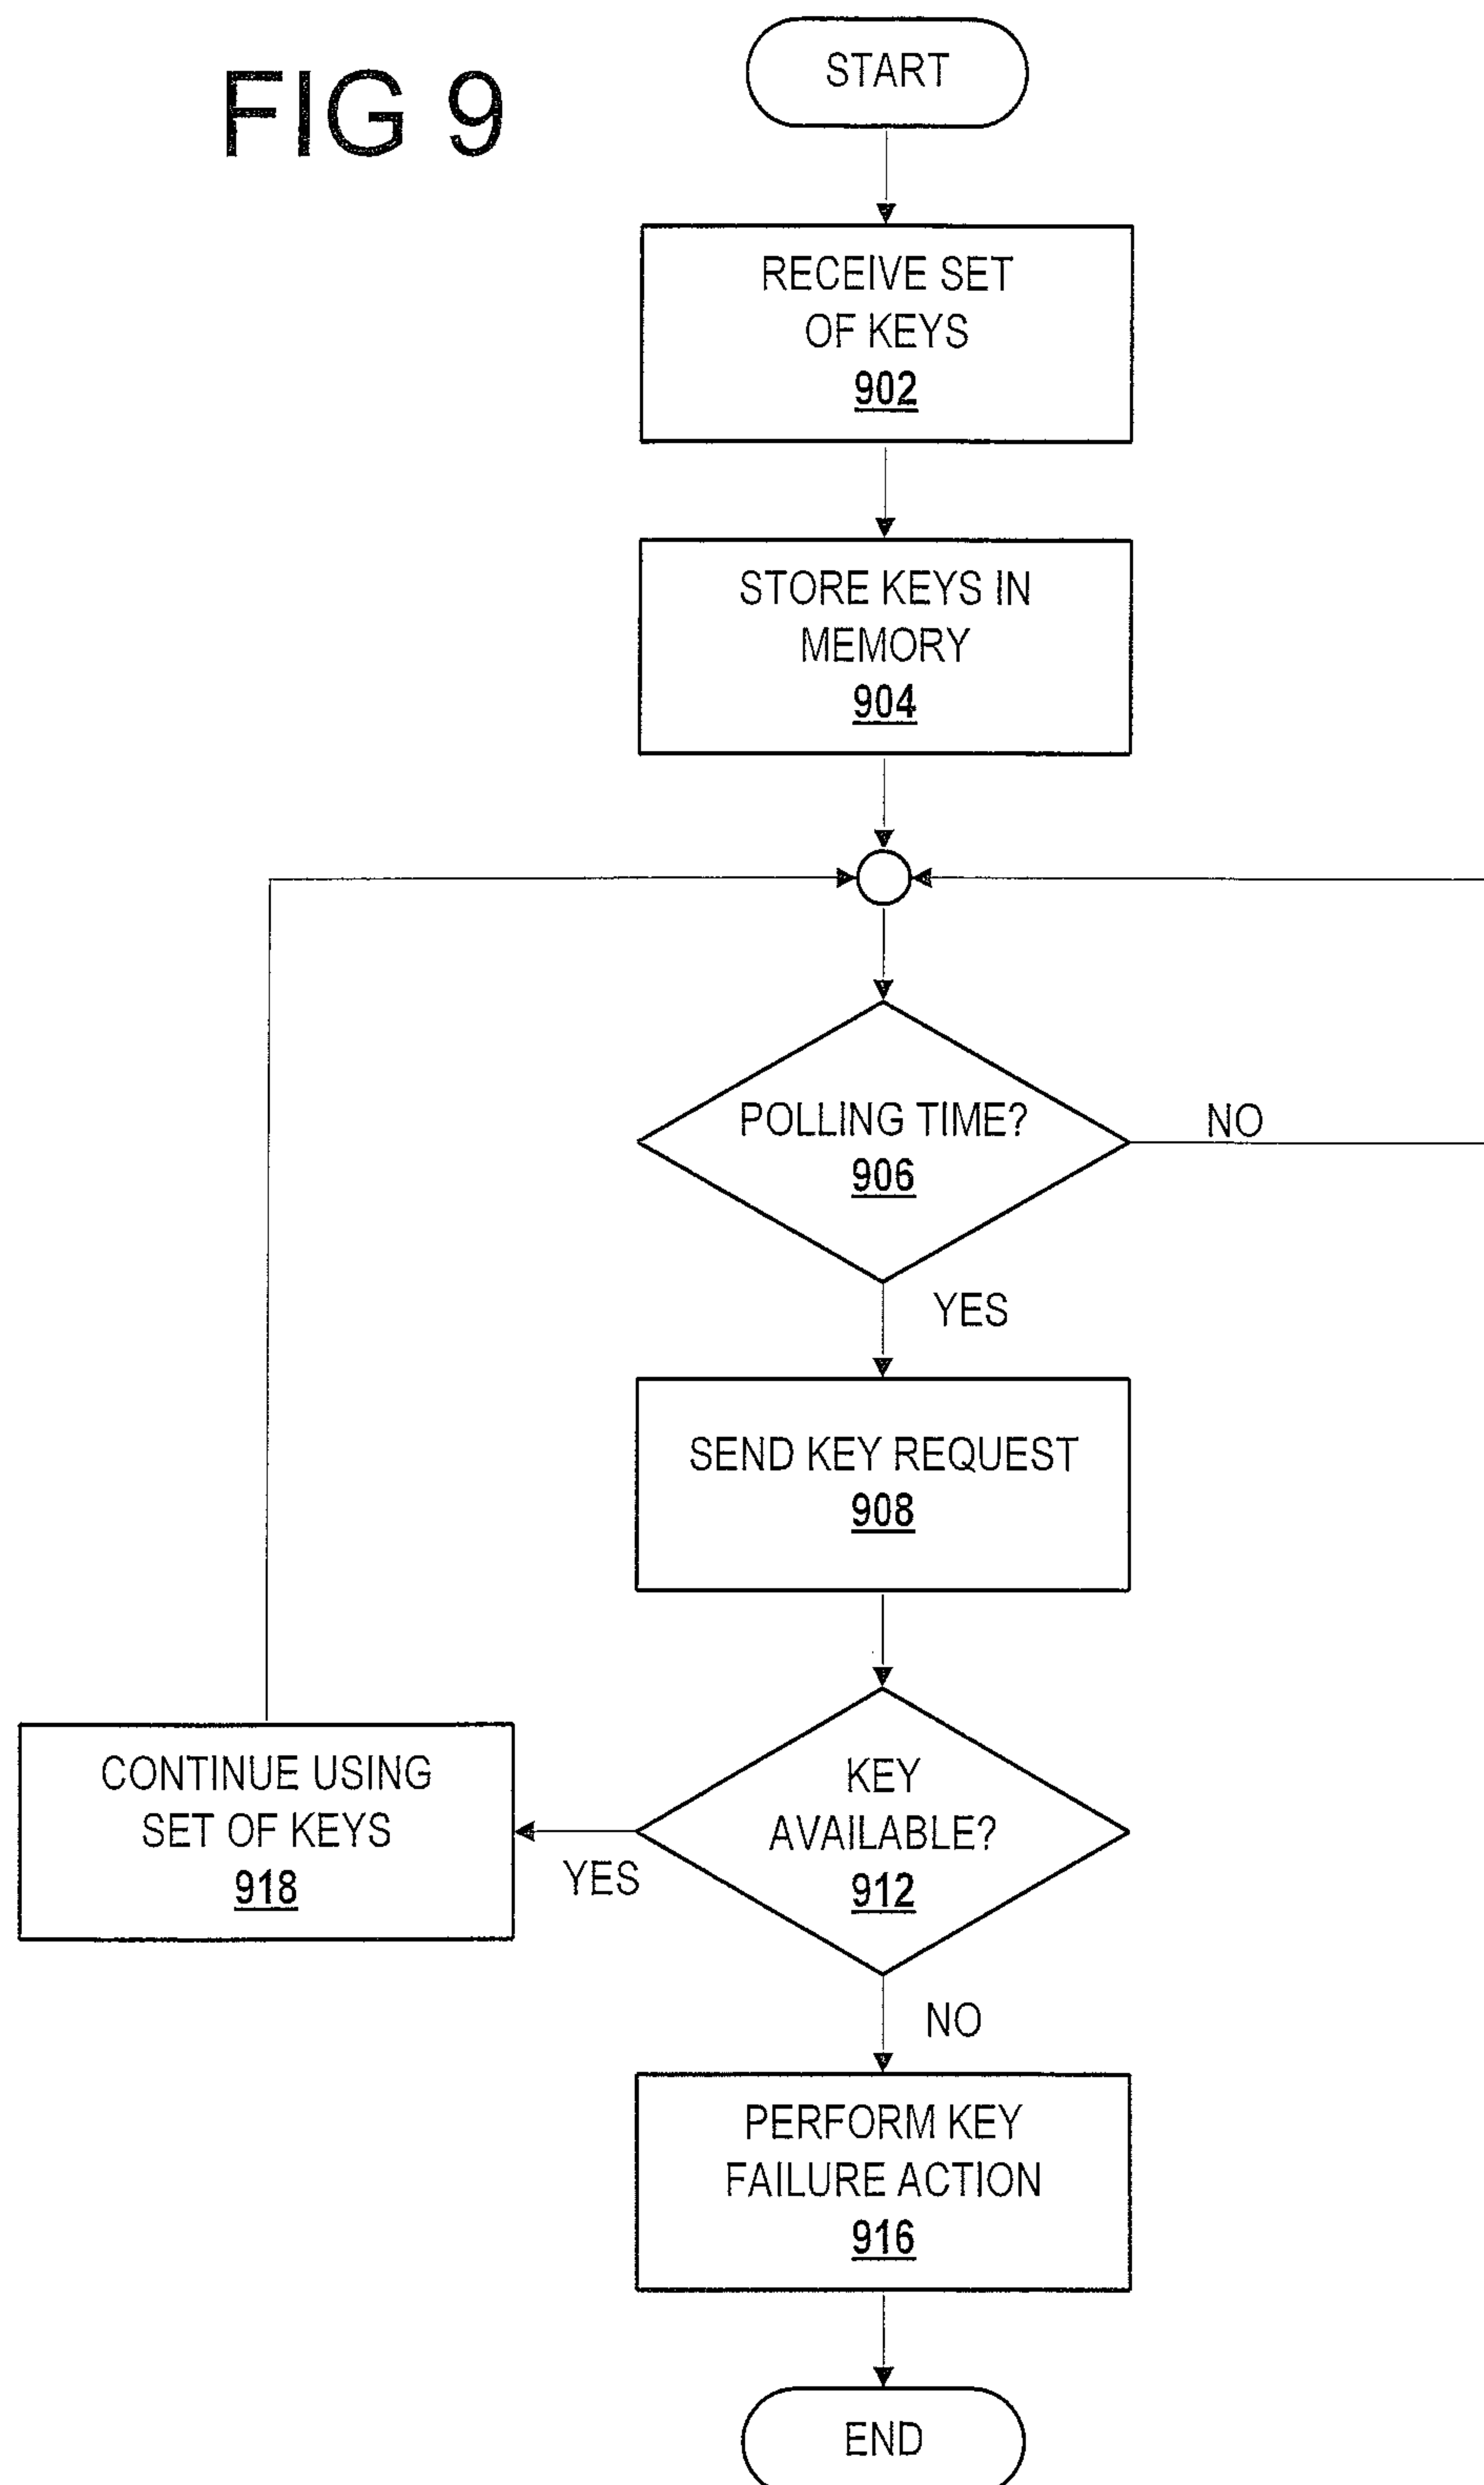 FIG 9
START
RECEIVE SET
OF KEYS
902
STORE KEYS IN
MEMORY
904
POLLING TIME?
906
NO
YES
SEND KEY REQUEST
908
KEY
AVAILABLE?
912
CONTINUE USING
SET OF KEYS
918
YES
NO
PERFORM KEY
FAILURE ACTION
916
END